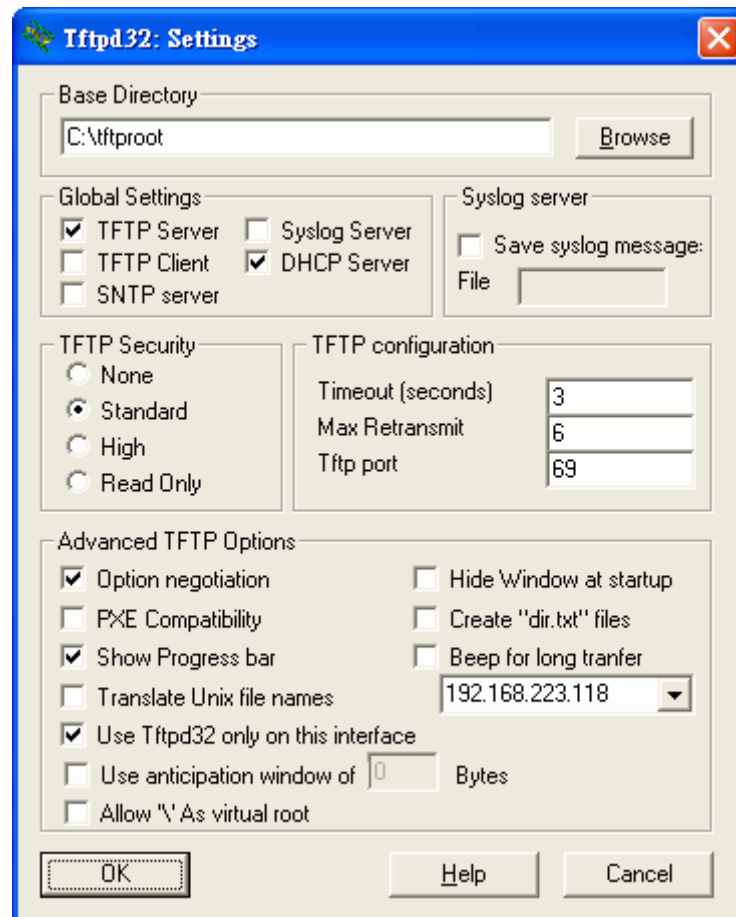 Tftpd32: Settings
Base Directory
C:\tftproot
Browse
Global Settings
TFTP Server
Syslog Server
TFTP Client
DHCP Server
SNTP server
Syslog server
Save syslog message:
File
TFTP Security
None
Standard
High
Read Only
TFTP configuration
Timeout (seconds)
3
Max Retransmit
6
Tftp port
69
Advanced TFTP Options
Option negotiation
Hide Window at startup
PXE Compatibility
Create "dir.txt" files
Show Progress bar
Beep for long tranfer
Translate Unix file names
192.168.223.118
Use Tftpd32 only on this interface
Use anticipation window of 0 Bytes
Allow '\' As virtual root
OK
Help
Cancel